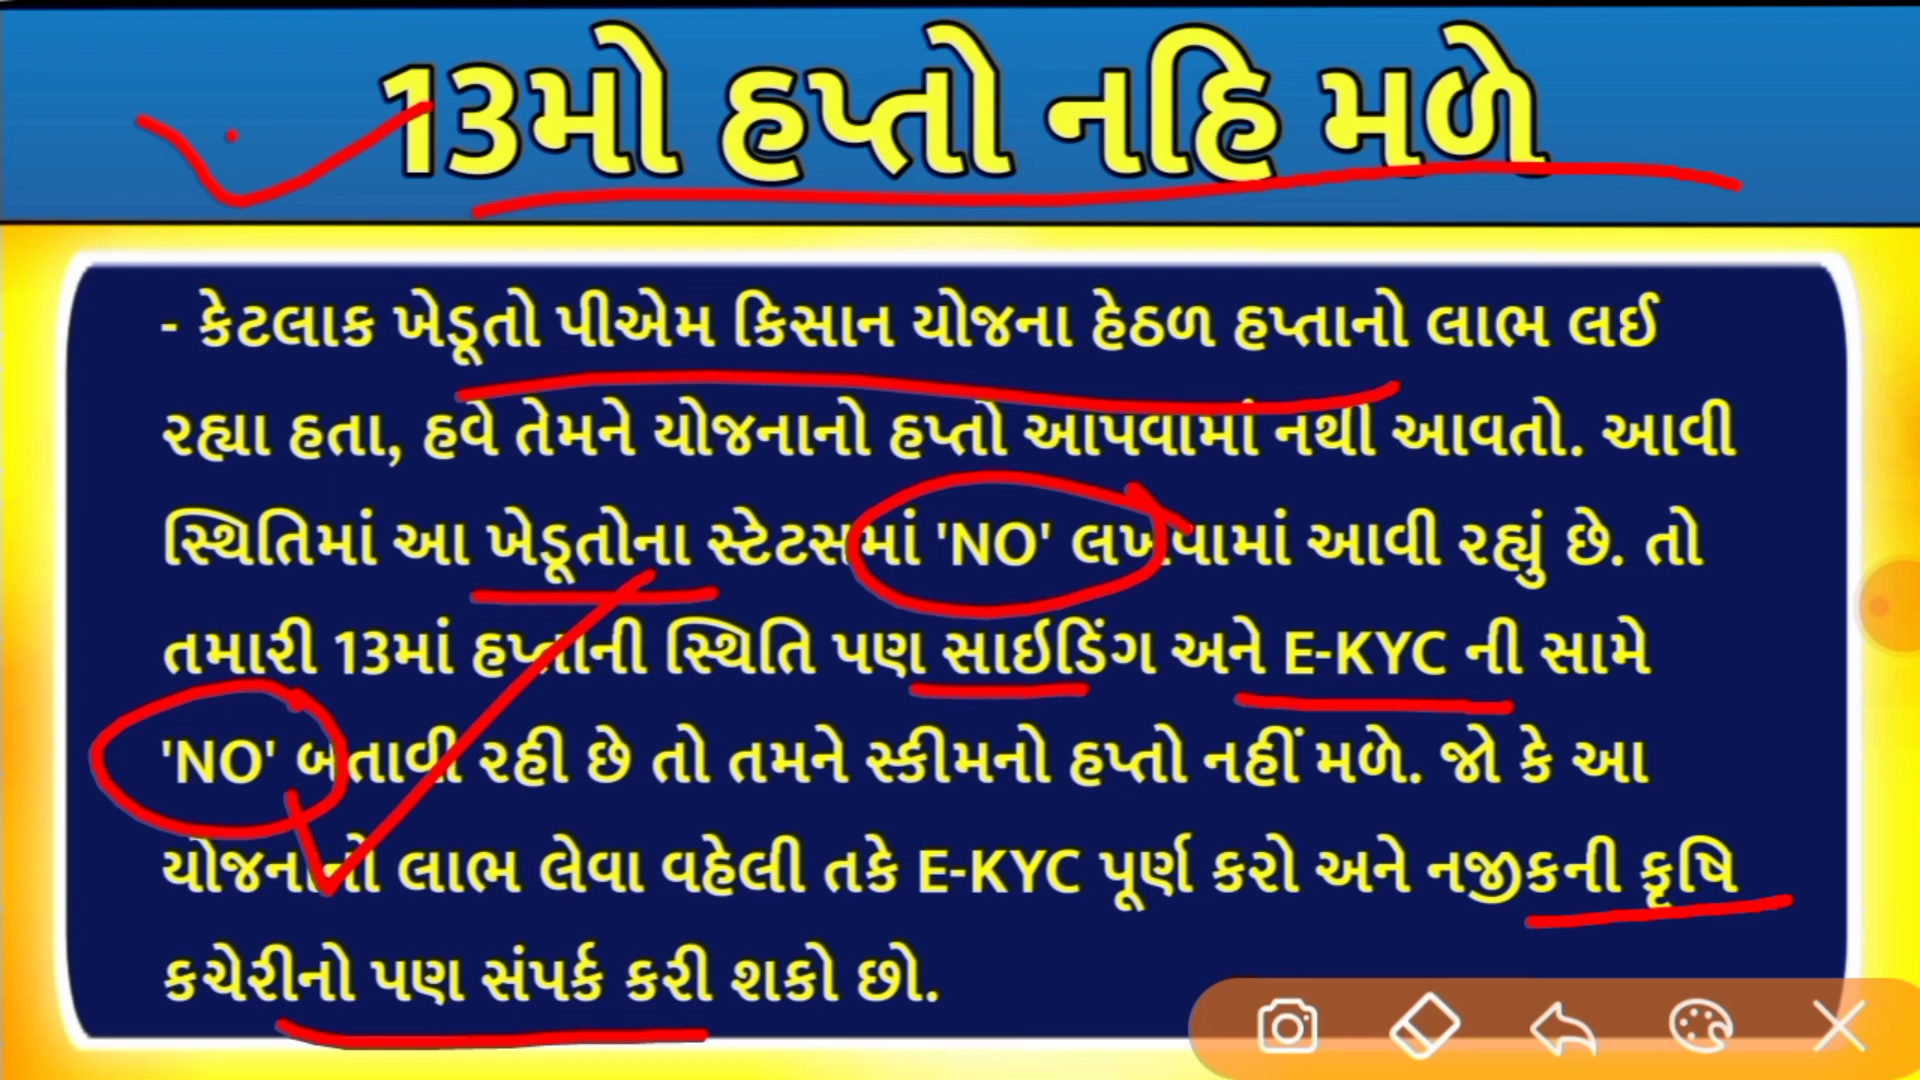 13મો હપ્તો નહિ મળે
- કેટલાક ખેડૂતો પીએમ કિસાન યોજના હેઠળ હપ્તાનો લાભ લઈ
રહ્યા હતા, હવે તેમને યોજનાનો હપ્તો આપવામાં નથી આવતો. આવી
સ્થિતિમાં આ ખેડૂતોના સ્ટેટસમાં 'NO' લખવામાં આવી રહ્યું છે. તો
તમારી 13માં હપ્તાની સ્થિતિ પણ સાઇડિંગ અને E-KYC ની સામે
'NO' બતાવી રહી છે તો તમને સ્કીમનો હપ્તો નહીં મળે. જો કે આ
યોજનાનો લાભ લેવા વહેલી તકે E-KYC પૂર્ણ કરો અને નજીકની કૃષિ
કચેરીનો પણ સંપર્ક કરી શકો છો.